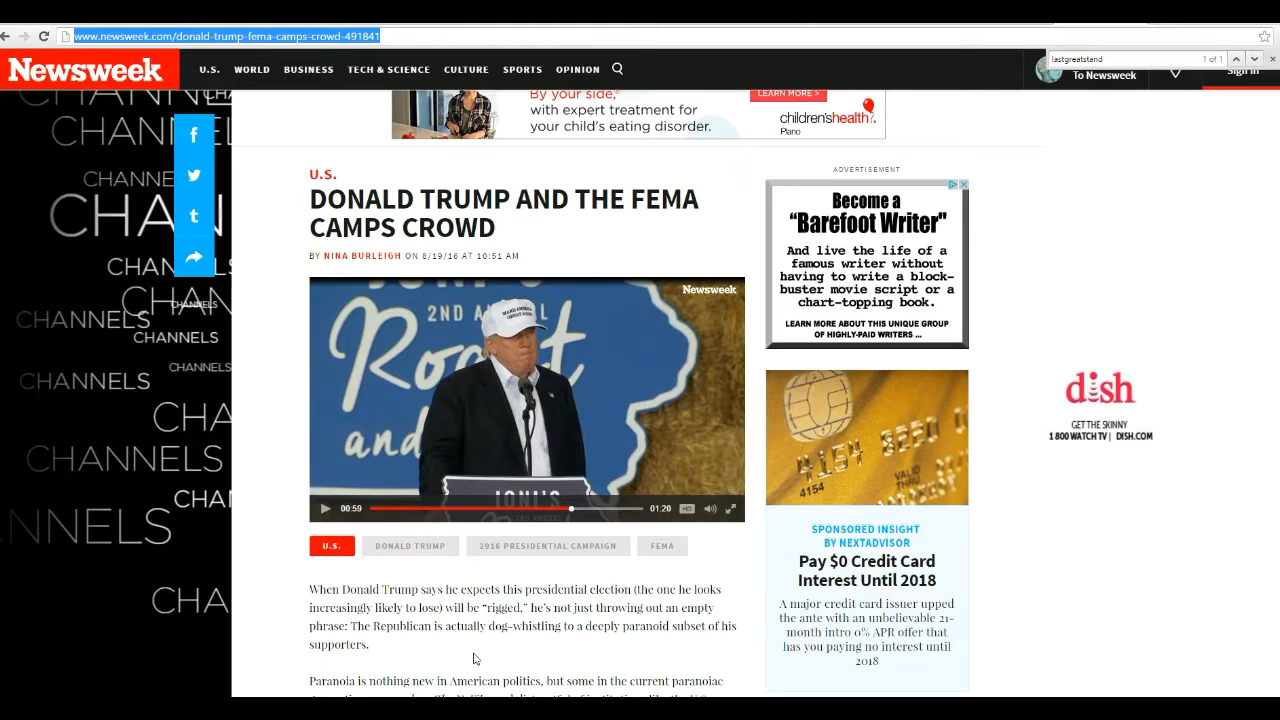 www.newsweek.com/donald-trump-fema-camps-crowd-491841
lastgreatstand
1 of 1
Newsweek
U.S. WORLD BUSINESS TECH & SCIENCE CULTURE SPORTS OPINION
To Newsweek
Sign In
CHANNELS
CHANNELS
CHANNELS
CHANNELS
CHANNELS
CHANNELS
CHANNELS
By your side,
with expert treatment for
your child's eating disorder.
LEARN MORE >
children'shealth
Plano
U.S.
DONALD TRUMP AND THE FEMA
CAMPS CROWD
BY NINA BURLEIGH ON 8/19/16 AT 10:51 AM
Newsweek
2ND
Roast
and
00:59
01:20
HD
U.S. DONALD TRUMP 2016 PRESIDENTIAL CAMPAIGN FEMA
When Donald Trump says he expects this presidential election (the one he looks
increasingly likely to lose) will be “rigged,” he’s not just throwing out an empty
phrase: The Republican is actually dog-whistling to a deeply paranoid subset of his
supporters.
Paranoia is nothing new in American politics, but some in the current paranoiac
ADVERTISEMENT
Become a
“Barefoot Writer"
And live the life of a
famous writer without
having to write a block-
buster movie script or a
chart-topping book.
LEARN MORE ABOUT THIS UNIQUE GROUP
OF HIGHLY-PAID WRITERS ...
4154
VALID
THRU
SPONSORED INSIGHT
BY NEXTADVISOR
Pay $0 Credit Card
Interest Until 2018
A major credit card issuer upped
the ante with an unbelievable 21-
month intro 0% APR offer that
has you paying no interest until
2018
dish
GET THE SKINNY
1 800 WATCH TV | DISH.COM